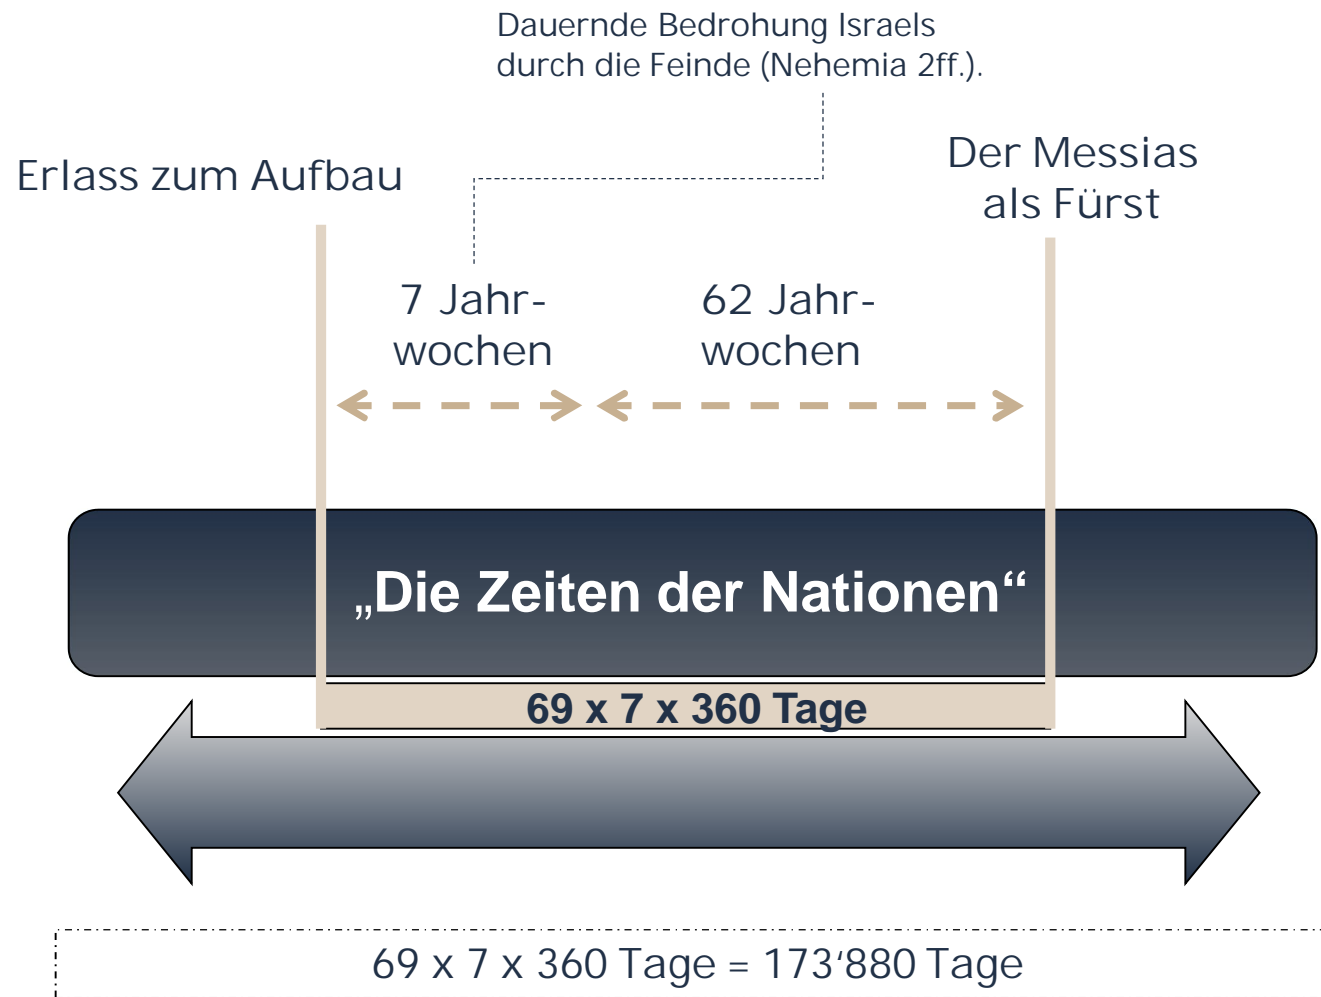 Dauernde Bedrohung Israels
durch die Feinde (Nehemia 2ff.).
Erlass zum Aufbau
Der Messias
als Fürst
7 Jahr-
wochen
62 Jahr-
wochen
„Die Zeiten der Nationen“
69 x 7 x 360 Tage
69 x 7 x 360 Tage = 173‘880 Tage